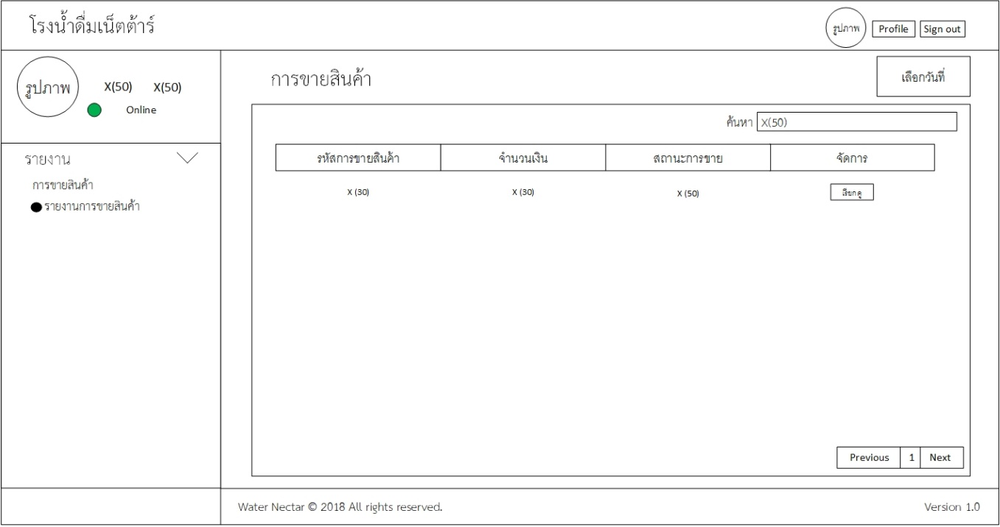 โรงน้ำดื่มเน็ตต้าร์
รูปภาพ Profile Sign out
รูปภาพ X(50) X(50)
Online
รายงาน
การขายสินค้า
รายงานการขายสินค้า
การขายสินค้า
เลือกวันที่
ค้นหา X(50)
รหัสการขายสินค้า จำนวนเงิน สถานะการขาย จัดการ
X (30) X (30) X (50) เรียกดู
Previous 1 Next
Water Nectar © 2018 All rights reserved.
Version 1.0